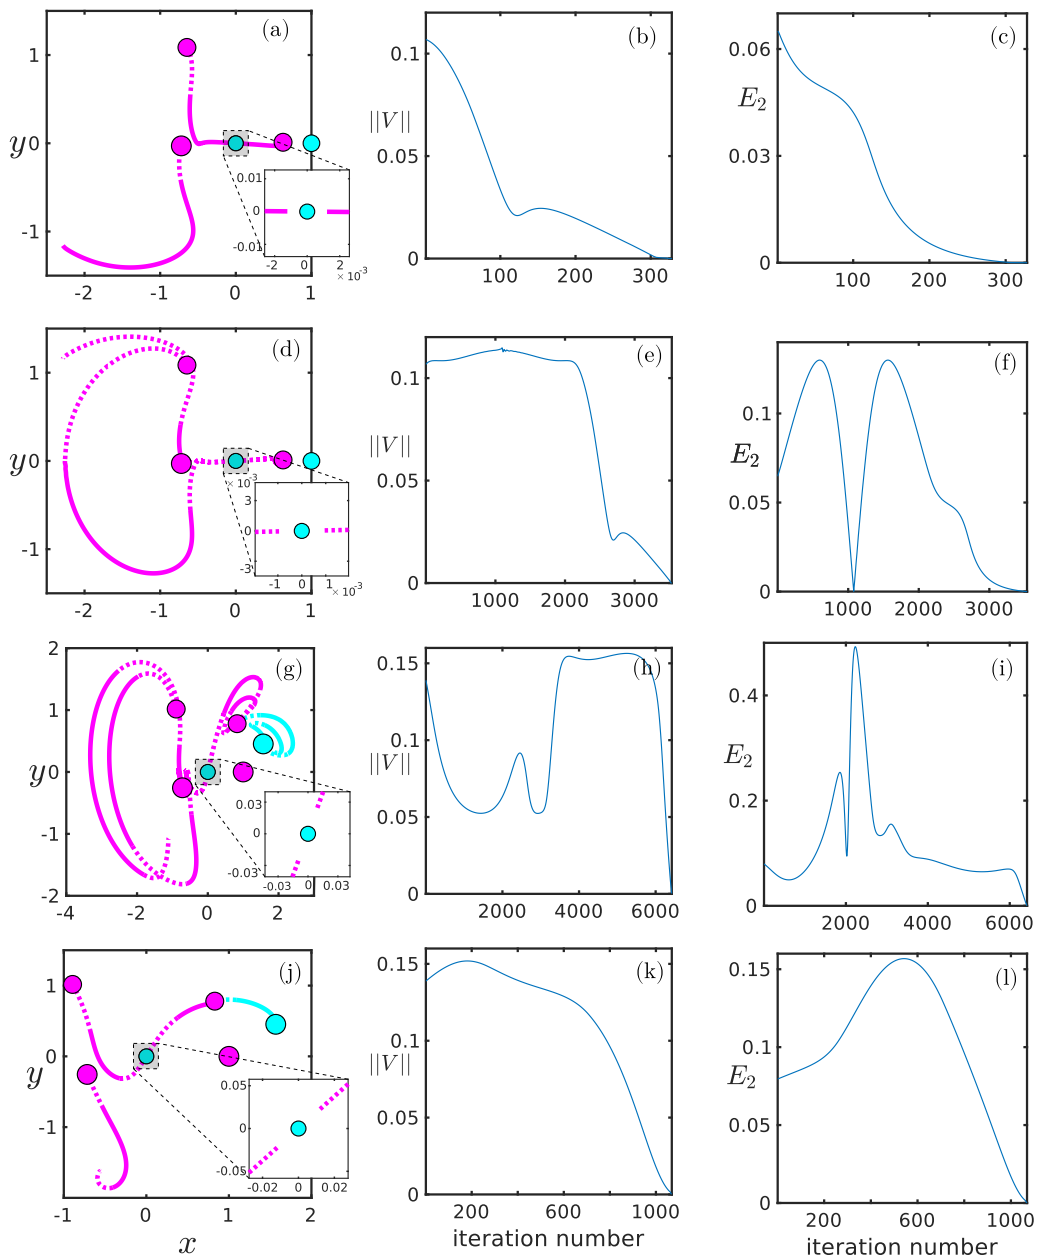 (a)
1
y 0
-1
-2 -1 0 1
0.01
0
-0.01
-2 0 2
× 10⁻³
(b)
0.1
||V||
0.05
0
100 200 300
(c)
0.06
E₂
0.03
0
100 200 300
(d)
1
y 0
-1
-2 -1 0 1
× 10⁻³
3
0
-3
-1 0 1
× 10⁻³
(e)
0.1
||V||
0.05
0
1000 2000 3000
(f)
0.1
E₂
0.05
0
1000 2000 3000
(g)
2
1
y 0
-1
-2
-4 -2 0 2
0.03
0
-0.03
-0.03 0 0.03
(h)
0.15
0.1
||V||
0.05
0
2000 4000 6000
(i)
0.4
E₂
0.2
0
2000 4000 6000
(j)
1
0
y
-1
-1 0 1 2
x
0.05
0
-0.05
-0.02 0 0.02
(k)
0.15
0.1
||V||
0.05
0
200 600 1000
iteration number
(l)
0.15
0.1
E₂
0.05
0
200 600 1000
iteration number